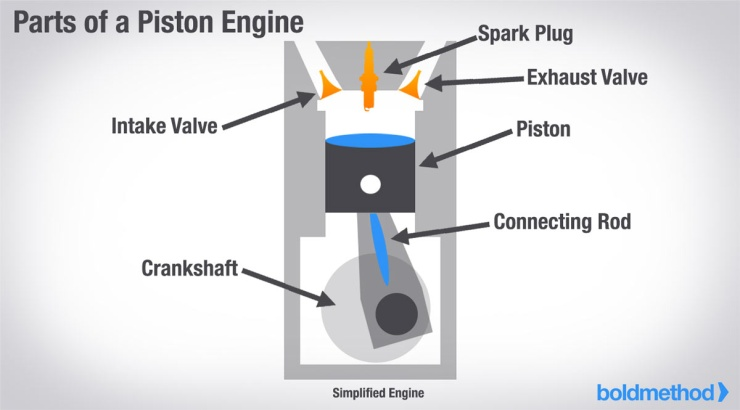 Parts of a Piston Engine
Spark Plug
Exhaust Valve
Intake Valve
Piston
Connecting Rod
Crankshaft
Simplified Engine
boldmethod